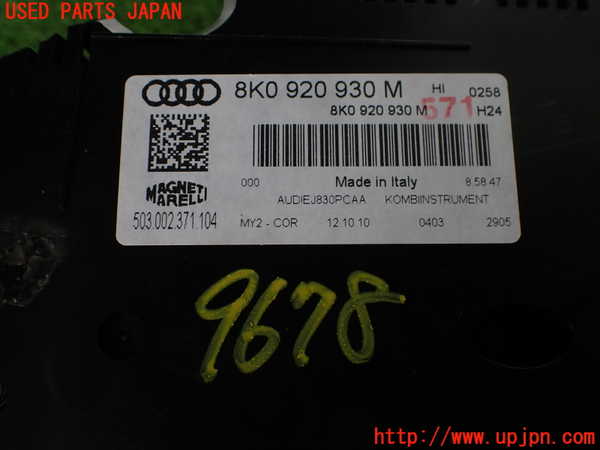 USED PARTS JAPAN
8K0 920 930 M HI 0258
8K0 920 930 M 571 H24
000 Made in Italy 8:58:47
MAGNETI MARELLI
AUDIEJ830PCAA KOMBIINSTRUMENT
503.002.371.104 MY2 - COR 12.10.10 0403 2905
9678
www.upjpn.com